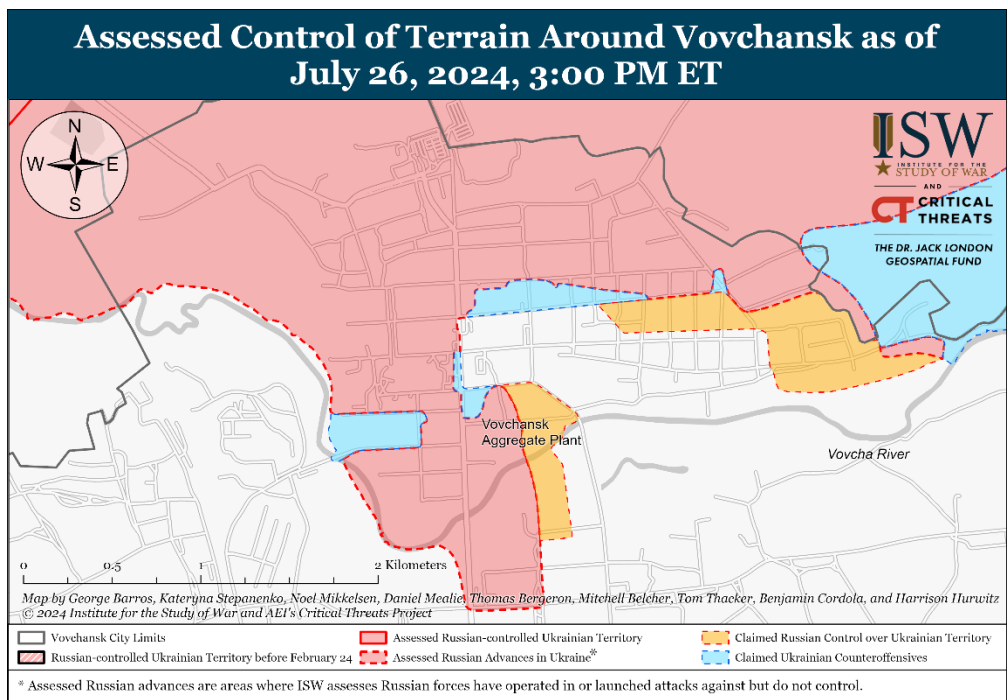 Assessed Control of Terrain Around Vovchansk as of
July 26, 2024, 3:00 PM ET
N
W E
S
ISW
INSTITUTE FOR THE
STUDY OF WAR
AND
CT CRITICAL
THREATS
THE DR. JACK LONDON
GEOSPATIAL FUND
Vovchansk
Aggregate Plant
Vovcha River
0 0.5 1 2 Kilometers
Map by George Barros, Kateryna Stepanenko, Noel Mikkelsen, Daniel Mealie, Thomas Bergeron, Mitchell Belcher, Tom Thacker, Benjamin Cordola, and Harrison Hurwitz
© 2024 Institute for the Study of War and AEI's Critical Threats Project
Vovchansk City Limits
Assessed Russian-controlled Ukrainian Territory
Claimed Russian Control over Ukrainian Territory
Russian-controlled Ukrainian Territory before February 24
Assessed Russian Advances in Ukraine*
Claimed Ukrainian Counteroffensives
* Assessed Russian advances are areas where ISW assesses Russian forces have operated in or launched attacks against but do not control.